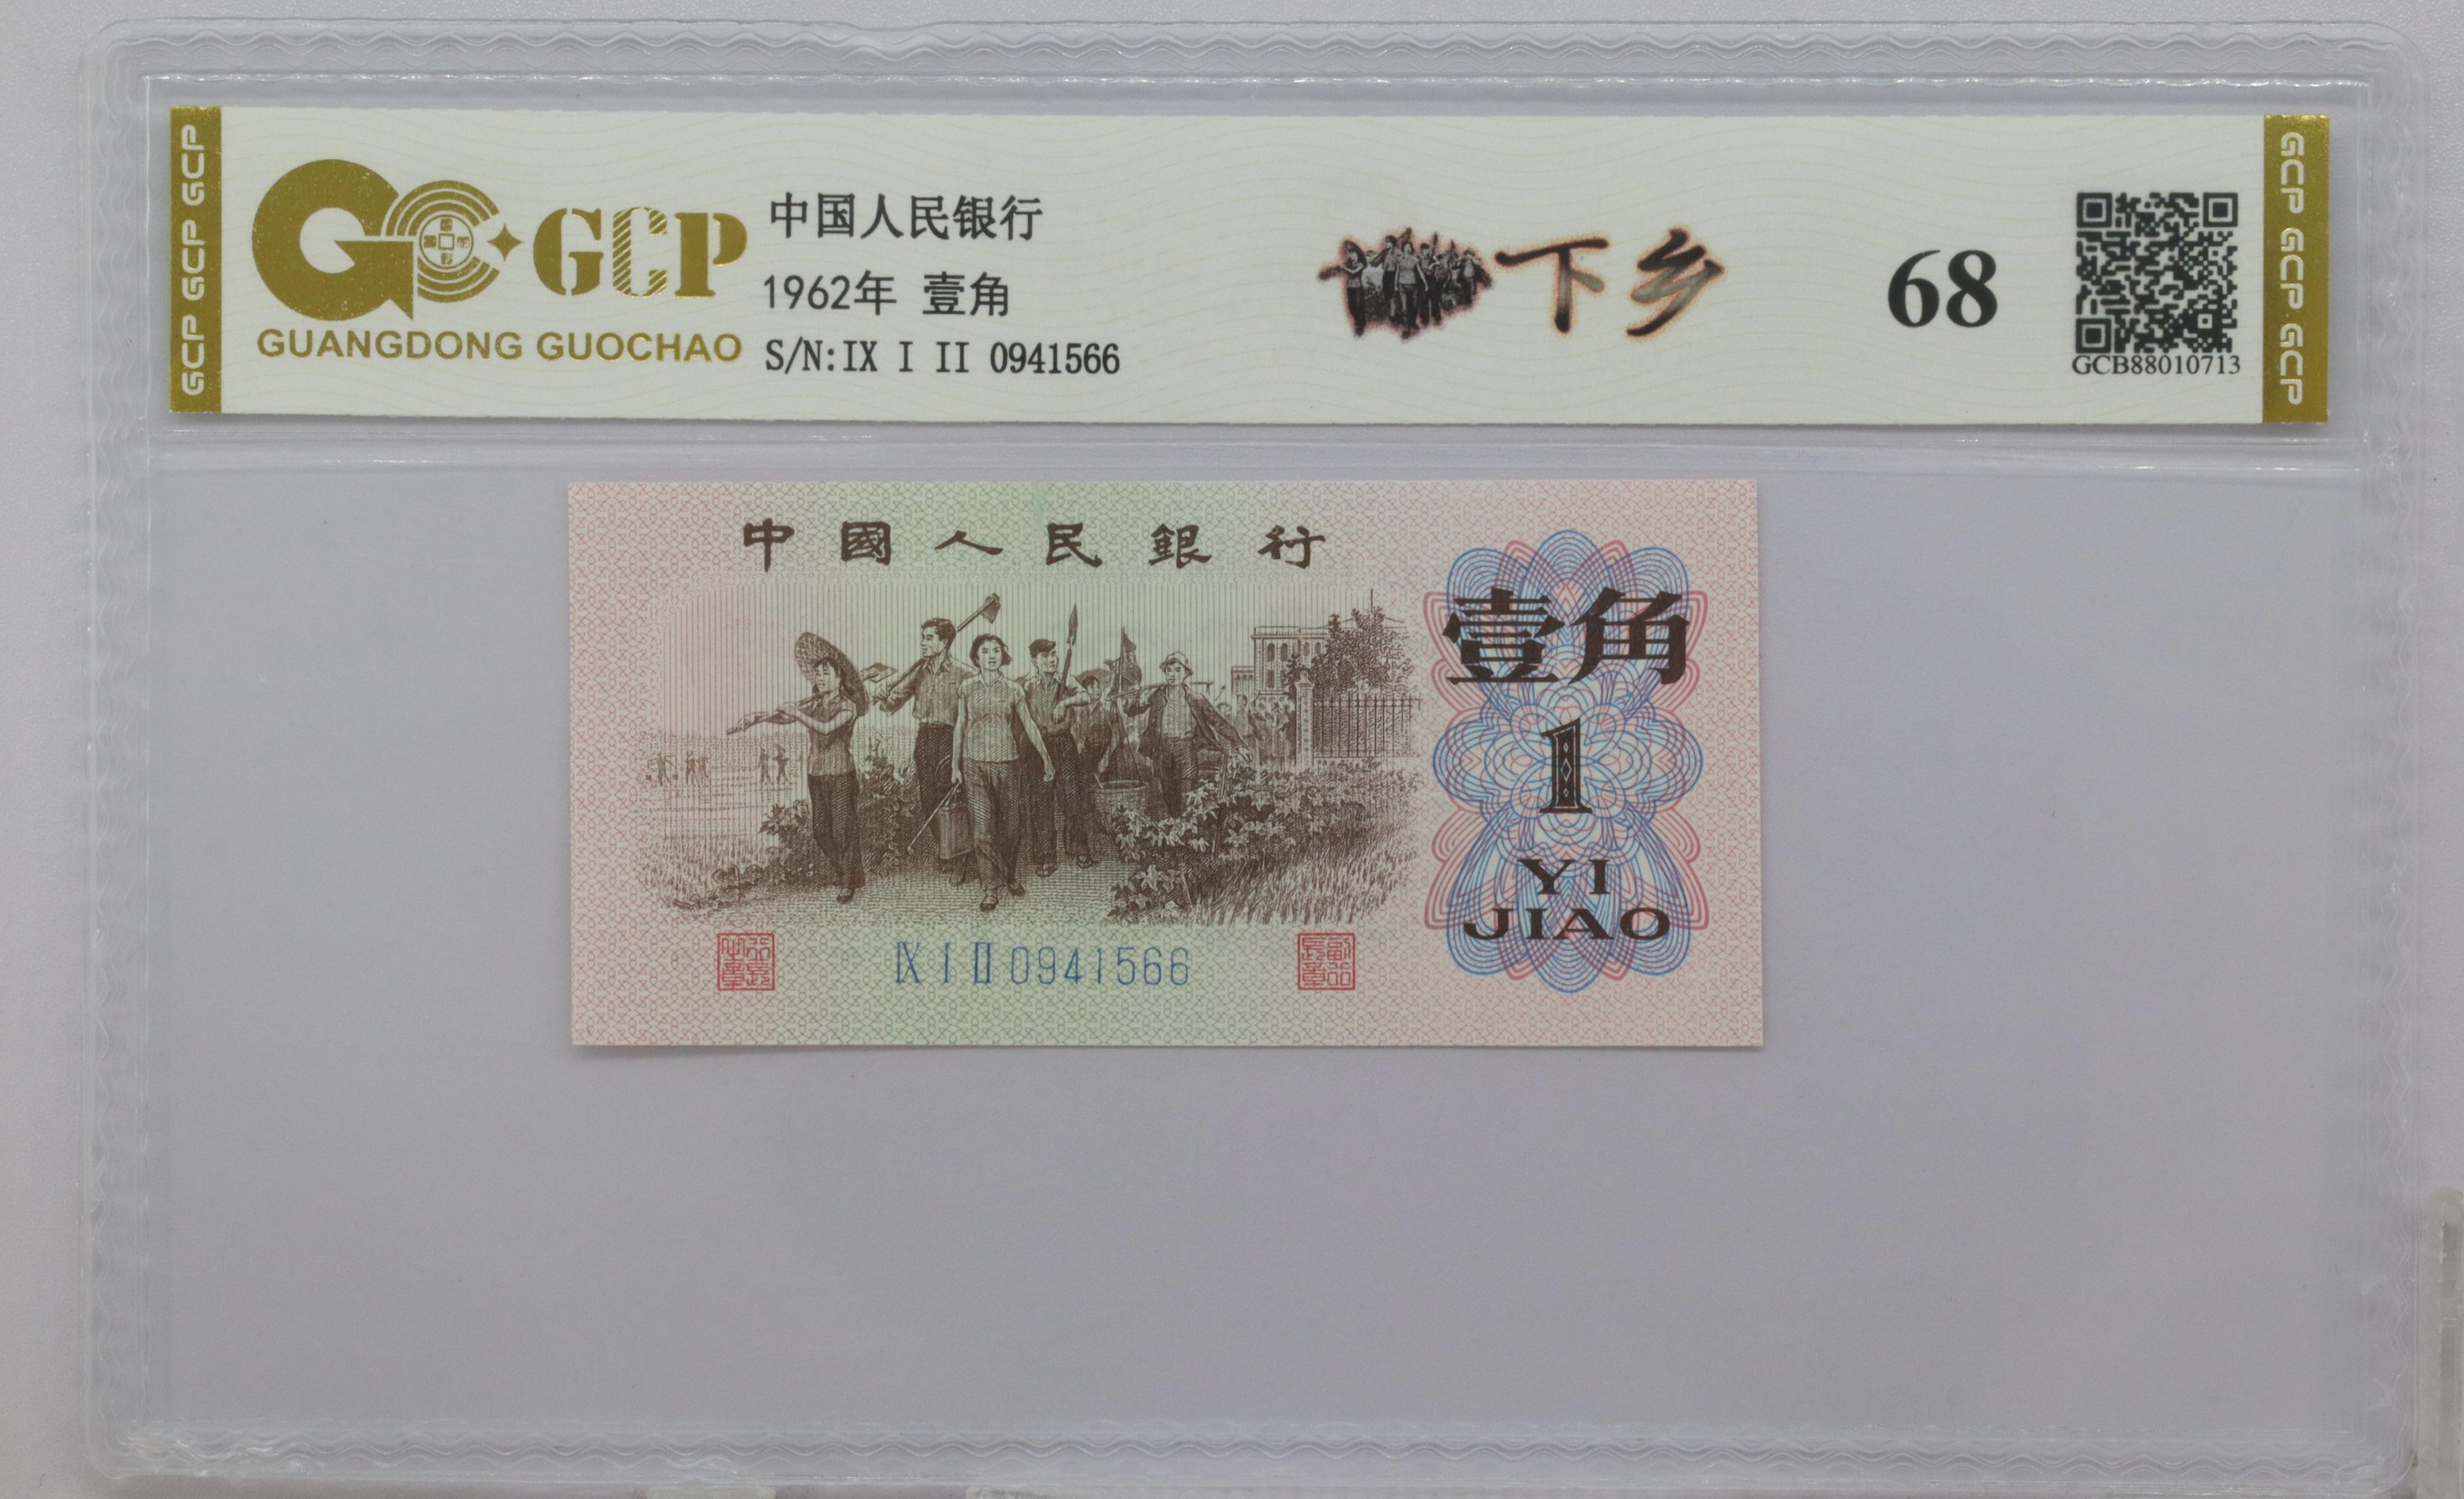 GCP GCP GCP
GCP
GUANGDONG GUOCHAO
中国人民银行
1962年 壹角
S/N:IX I II 0941566
下乡
68
GCB88010713
GCP GCP GCP
中國人民銀行
壹角
1
YI
JIAO
IX I II 0941566